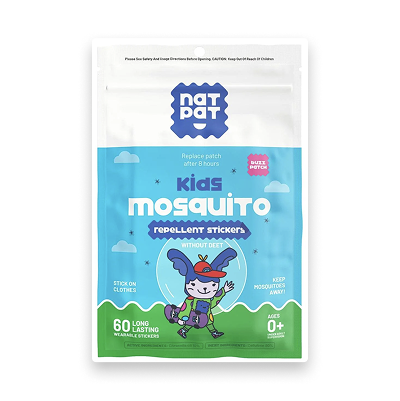 Please See Safety And Usage Directions Before Opening. CAUTION: Keep Out Of Reach Of Children
nat
pat
Replace patch
after 8 hours
BUZZ
PATCH
Kids
mosquito
repellent stickers
WITHOUT DEET
STICK ON
CLOTHES
KEEP
MOSQUITOES
AWAY!
60 LONG
LASTING
WEARABLE STICKERS
AGES
0+